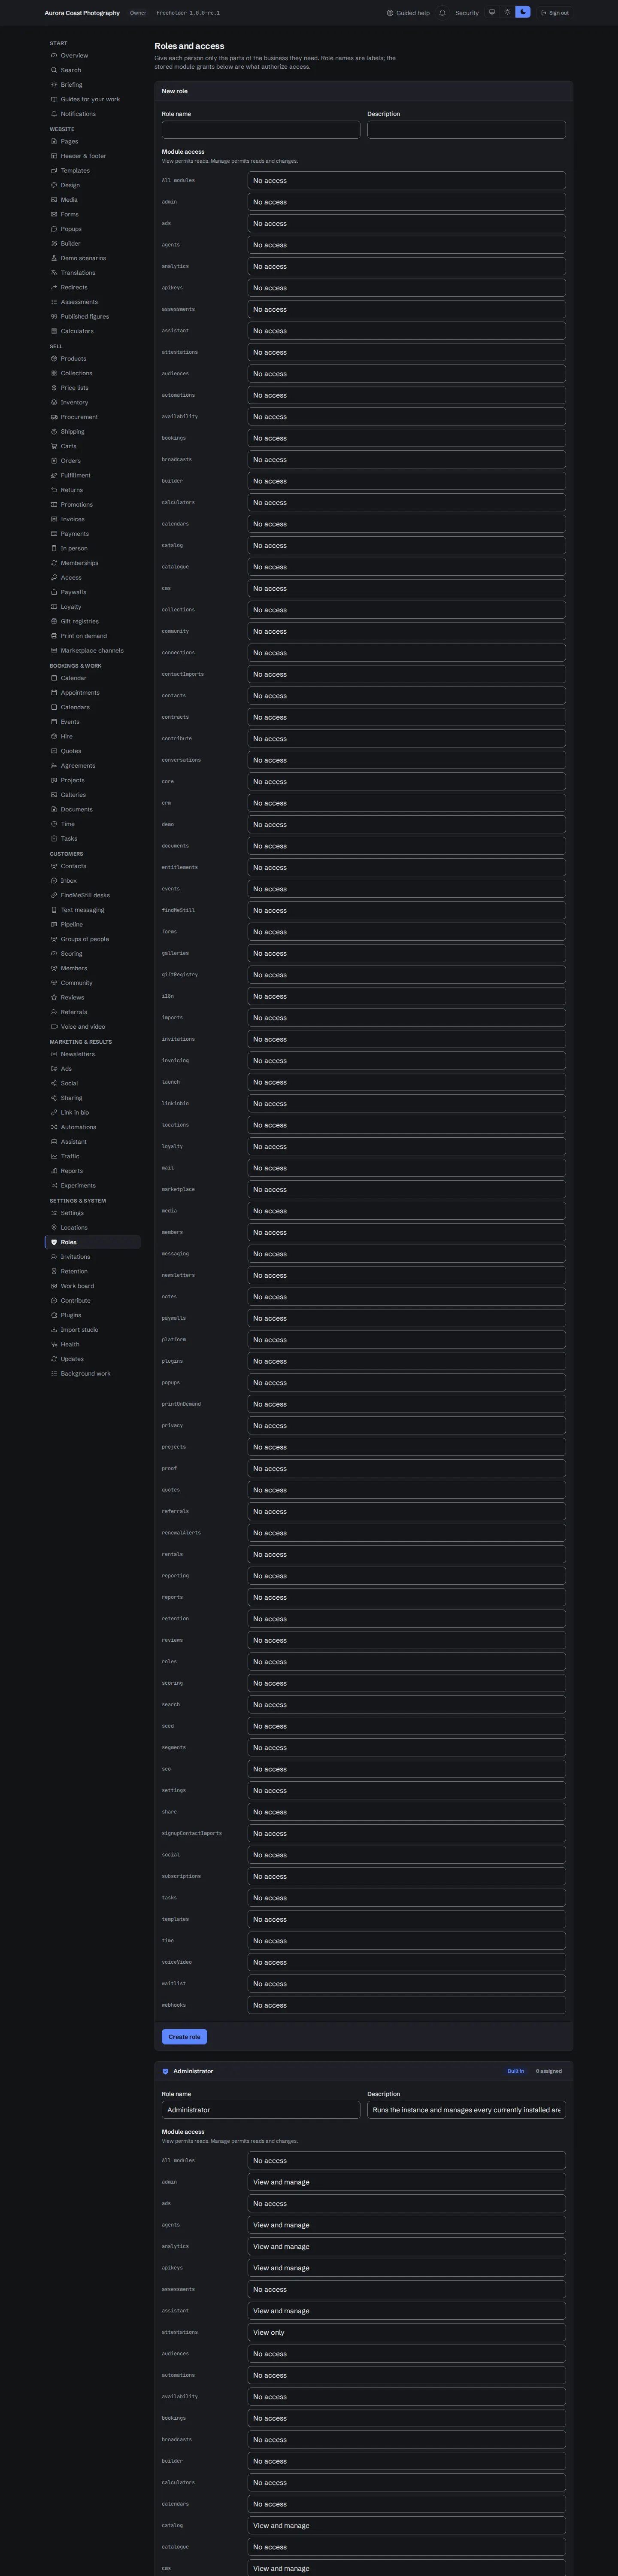 Aurora Coast Photography
Owner
Freeholder 1.0.0-rc.1
Guided help
Security
Sign out
START
Overview
Search
Briefing
Guides for your work
Notifications
WEBSITE
Pages
Header & footer
Templates
Design
Media
Forms
Popups
Builder
Demo scenarios
Translations
Redirects
Assessments
Published figures
Calculators
SELL
Products
Collections
Price lists
Inventory
Procurement
Shipping
Carts
Orders
Fulfillment
Returns
Promotions
Invoices
Payments
In person
Memberships
Access
Paywalls
Loyalty
Gift registries
Print on demand
Marketplace channels
BOOKINGS & WORK
Calendar
Appointments
Calendars
Events
Hire
Quotes
Agreements
Projects
Galleries
Documents
Time
Tasks
CUSTOMERS
Contacts
Inbox
FindMeStill desks
Text messaging
Pipeline
Groups of people
Scoring
Members
Community
Reviews
Referrals
Voice and video
MARKETING & RESULTS
Newsletters
Ads
Social
Sharing
Link in bio
Automations
Assistant
Traffic
Reports
Experiments
SETTINGS & SYSTEM
Settings
Locations
Roles
Invitations
Retention
Work board
Contribute
Plugins
Import studio
Health
Updates
Background work
Roles and access
Give each person only the parts of the business they need. Role names are labels; the
stored module grants below are what authorize access.
New role
Role name
Description
Module access
View permits reads. Manage permits reads and changes.
All modules No access
admin No access
ads No access
agents No access
analytics No access
apikeys No access
assessments No access
assistant No access
attestations No access
audiences No access
automations No access
availability No access
bookings No access
broadcasts No access
builder No access
calculators No access
calendars No access
catalog No access
catalogue No access
cms No access
collections No access
community No access
connections No access
contactImports No access
contacts No access
contracts No access
contribute No access
conversations No access
core No access
crm No access
demo No access
documents No access
entitlements No access
events No access
findMeStill No access
forms No access
galleries No access
giftRegistry No access
i18n No access
imports No access
invitations No access
invoicing No access
launch No access
linkinbio No access
locations No access
loyalty No access
mail No access
marketplace No access
media No access
members No access
messaging No access
newsletters No access
notes No access
paywalls No access
platform No access
plugins No access
popups No access
printOnDemand No access
privacy No access
projects No access
proof No access
quotes No access
referrals No access
renewalAlerts No access
rentals No access
reporting No access
reports No access
retention No access
reviews No access
roles No access
scoring No access
search No access
seed No access
segments No access
seo No access
settings No access
share No access
signupContactImports No access
social No access
subscriptions No access
tasks No access
templates No access
time No access
voiceVideo No access
waitlist No access
webhooks No access
Create role
Administrator
Built in
0 assigned
Role name
Description
Administrator
Runs the instance and manages every currently installed are
Module access
View permits reads. Manage permits reads and changes.
All modules No access
admin View and manage
ads No access
agents View and manage
analytics View and manage
apikeys View and manage
assessments No access
assistant View and manage
attestations View only
audiences No access
automations No access
availability No access
bookings No access
broadcasts No access
builder No access
calculators No access
calendars No access
catalog View and manage
catalogue No access
cms View and manage